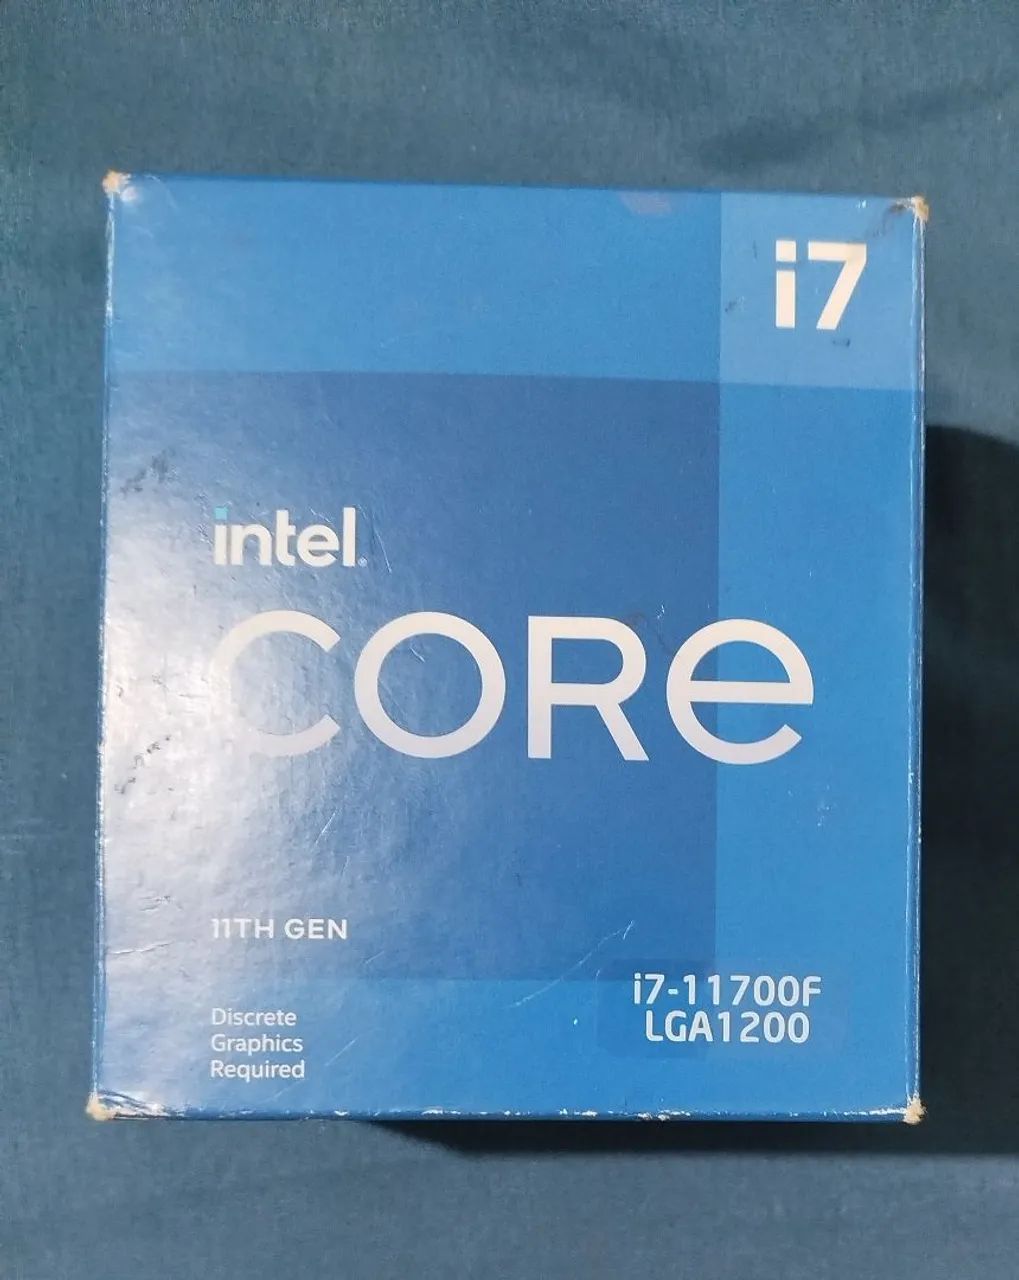 i7
intel
CORe
11TH GEN
i7-11700F
LGA1200
Discrete
Graphics
Required